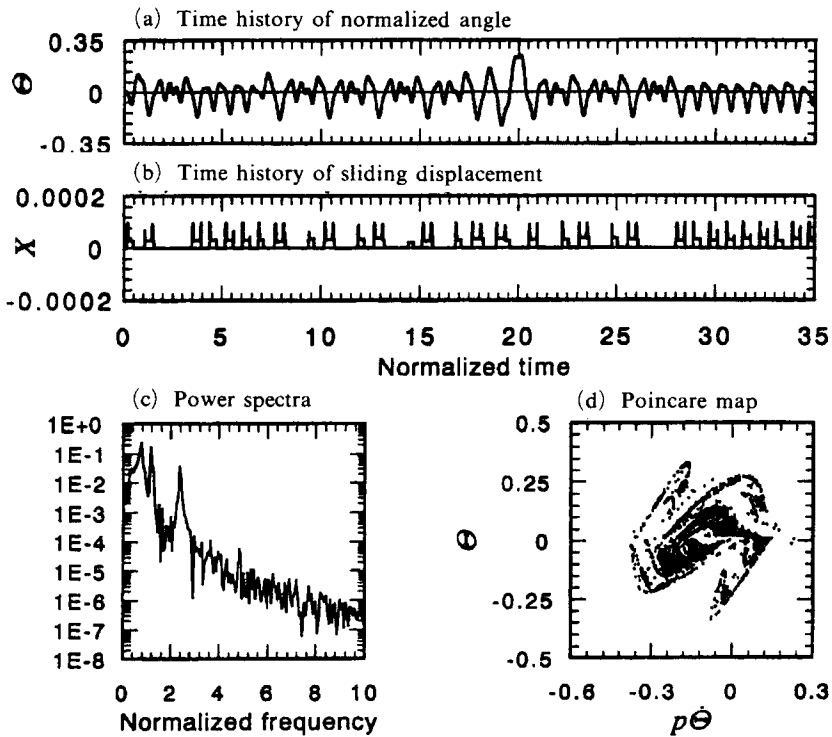 (a) Time history of normalized angle
0.35
Θ
0
-0.35
(b) Time history of sliding displacement
0.0002
X
0
-0.0002
0 5 10 15 20 25 30 35
Normalized time
(c) Power spectra
1E+0
1E-1
1E-2
1E-3
1E-4
1E-5
1E-6
1E-7
1E-8
0 2 4 6 8 10
Normalized frequency
(d) Poincare map
0.5
0.25
Θ
0
-0.25
-0.5
-0.6 -0.3 0 0.3
pΘ̇